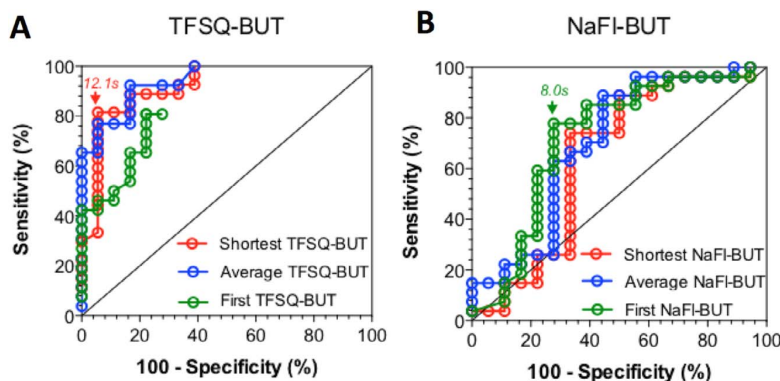 A
TFSQ-BUT
Sensitivity (%)
100
80
60
40
20
0
12.1s
Shortest TFSQ-BUT
Average TFSQ-BUT
First TFSQ-BUT
0 20 40 60 80 100
100 - Specificity (%)
B
NaFl-BUT
Sensitivity (%)
100
80
60
40
20
0
8.0s
Shortest NaFl-BUT
Average NaFl-BUT
First NaFl-BUT
0 20 40 60 80 100
100 - Specificity (%)